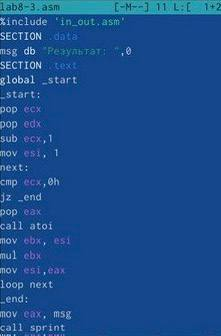 lab8-3.asm [-M--] 11 L:[ 1+2
%include 'in_out.asm'
SECTION .data
msg db "Результат: ",0
SECTION .text
global _start
_start:
pop ecx
pop edx
sub ecx,1
mov esi, 1
next:
cmp ecx,0h
jz _end
pop eax
call atoi
mov ebx, esi
mul ebx
mov esi,eax
loop next
_end:
mov eax, msg
call sprint